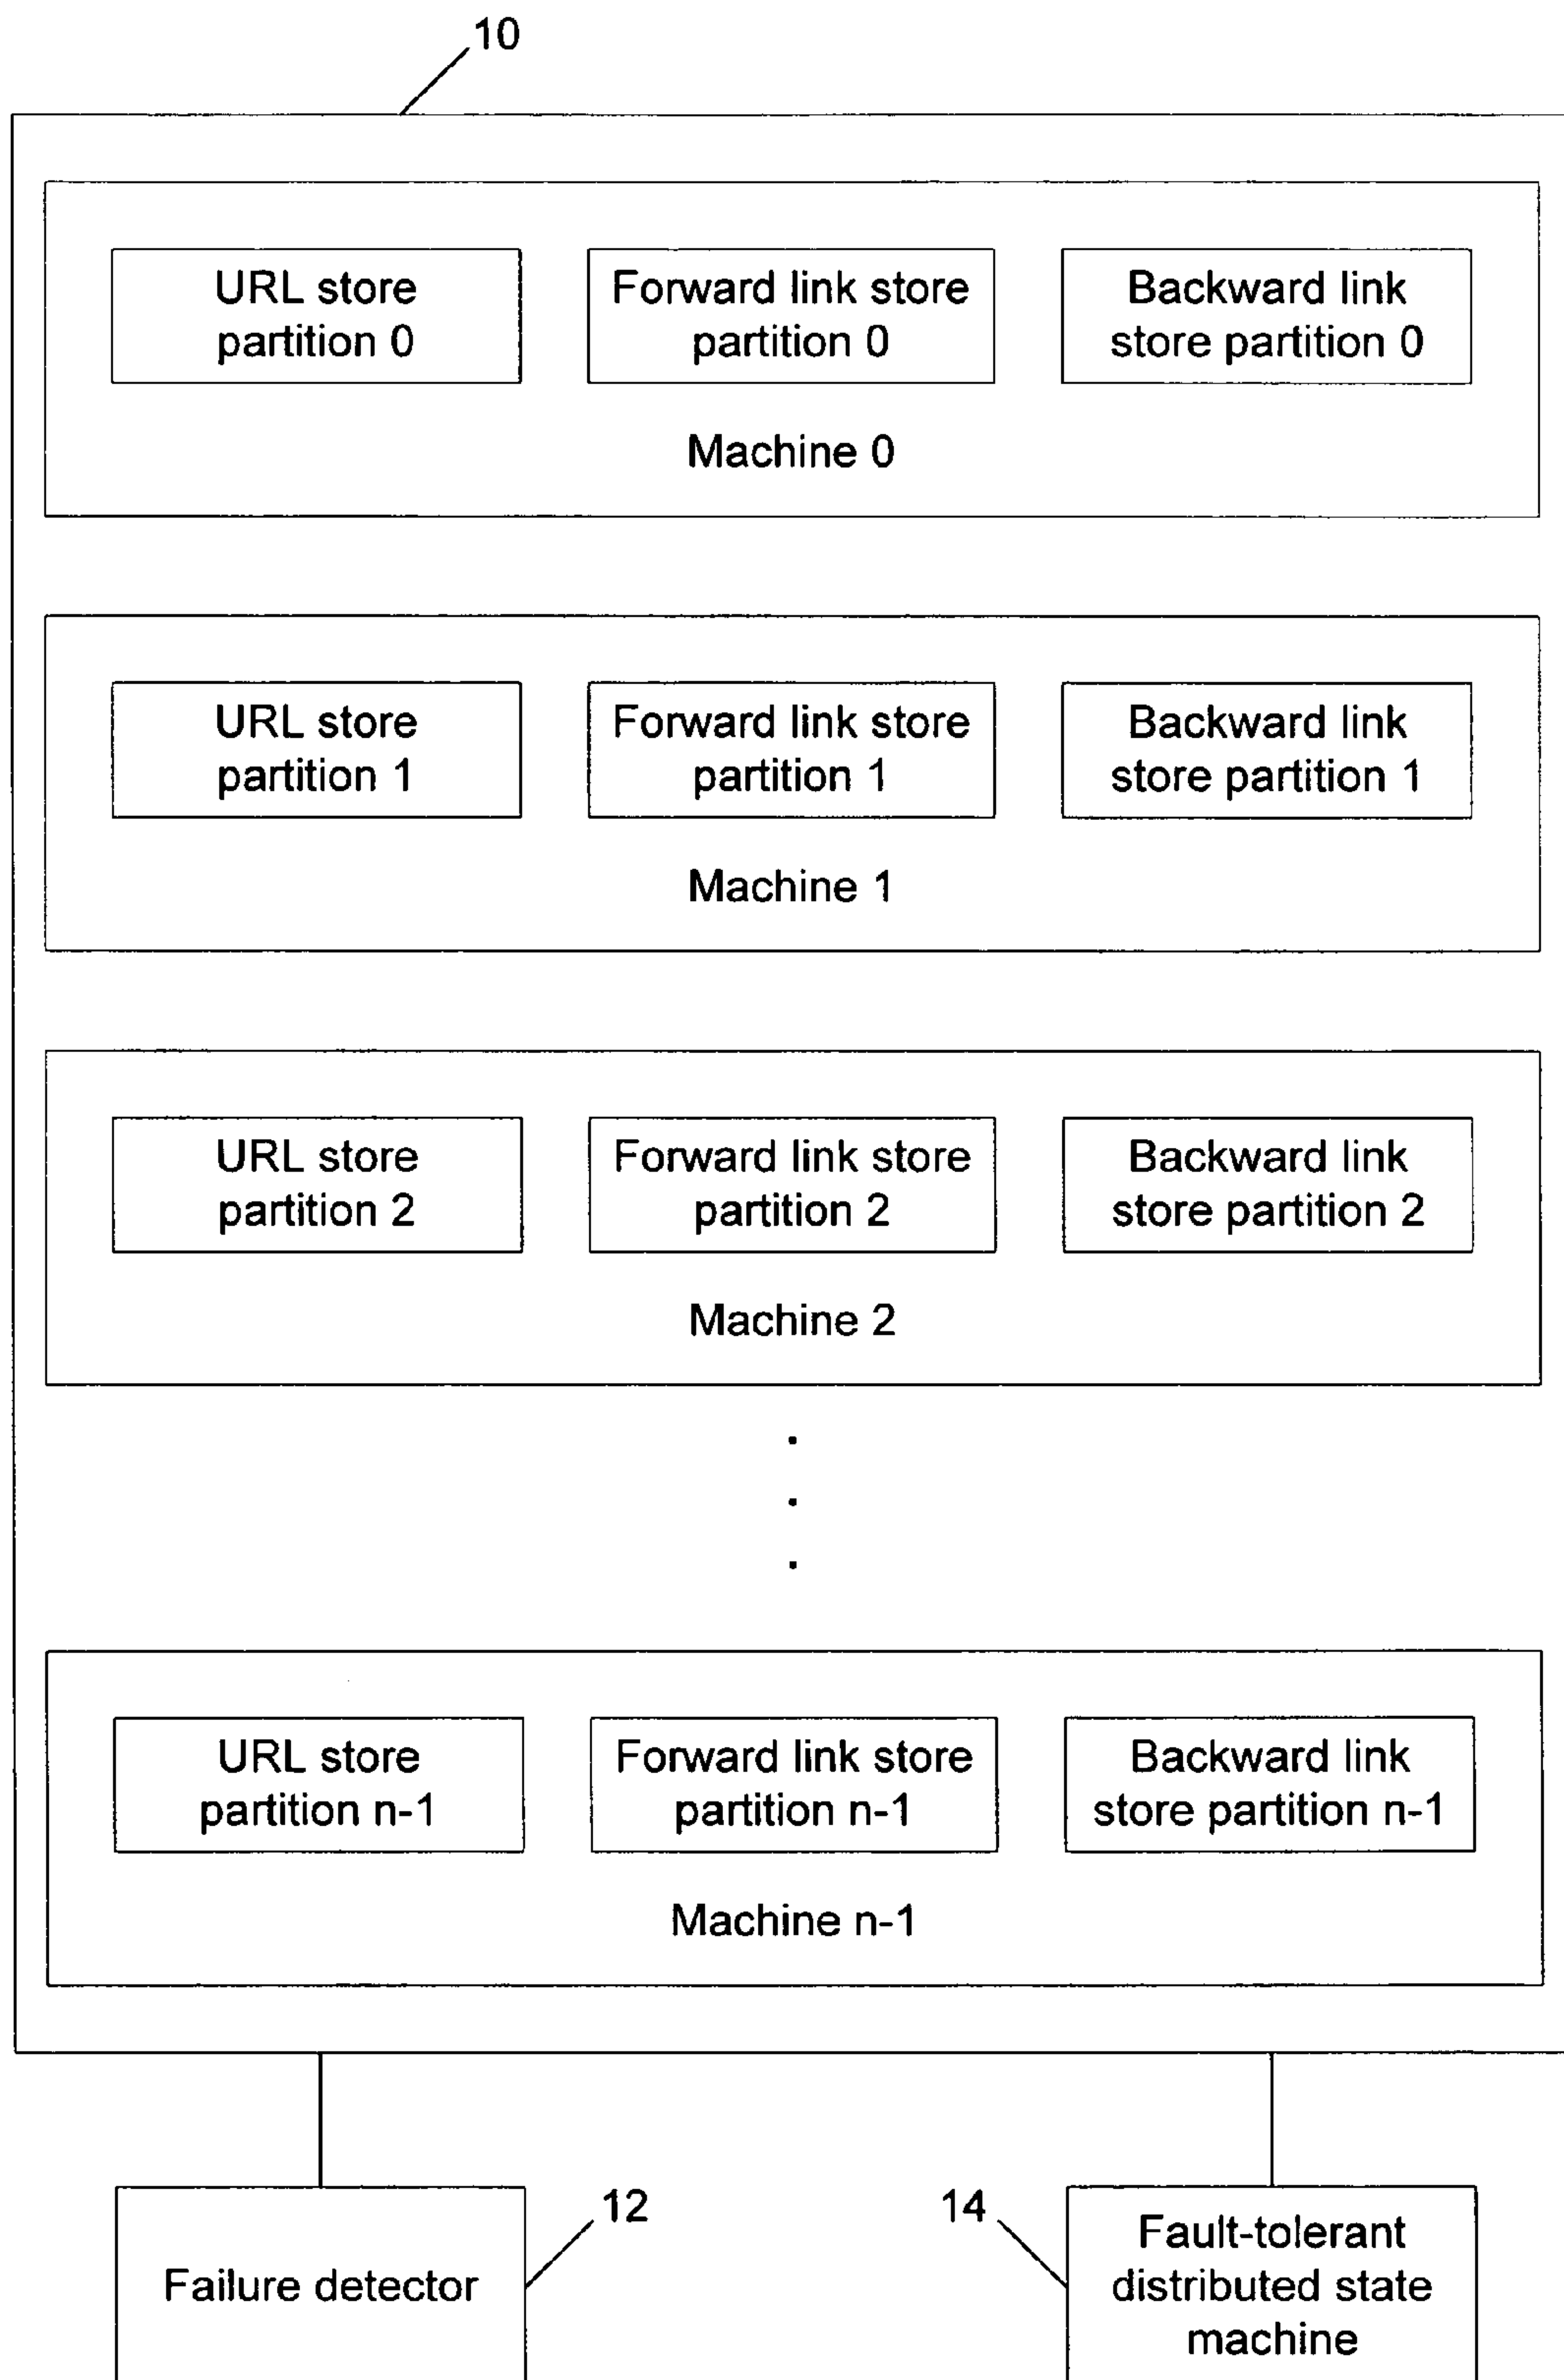 10
URL store
partition 0
Forward link store
partition 0
Backward link
store partition 0
Machine 0
URL store
partition 1
Forward link store
partition 1
Backward link
store partition 1
Machine 1
URL store
partition 2
Forward link store
partition 2
Backward link
store partition 2
Machine 2
.
.
.
URL store
partition n-1
Forward link store
partition n-1
Backward link
store partition n-1
Machine n-1
12
Failure detector
14
Fault-tolerant
distributed state
machine